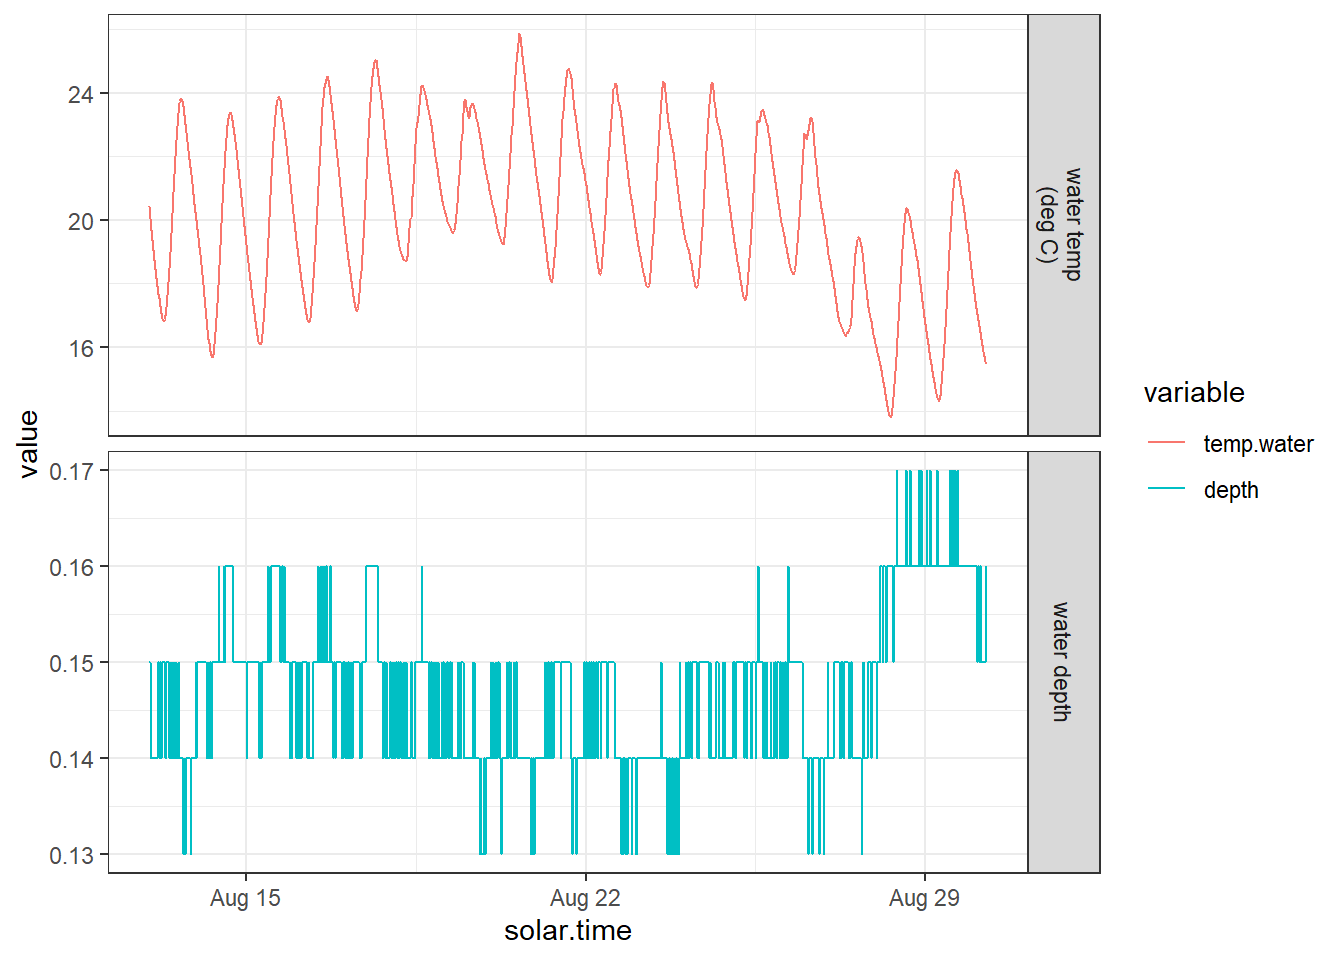 24
20
16
water temp
(deg C)
value
0.17
0.16
0.15
0.14
0.13
water depth
Aug 15
Aug 22
Aug 29
solar.time
variable
temp.water
depth